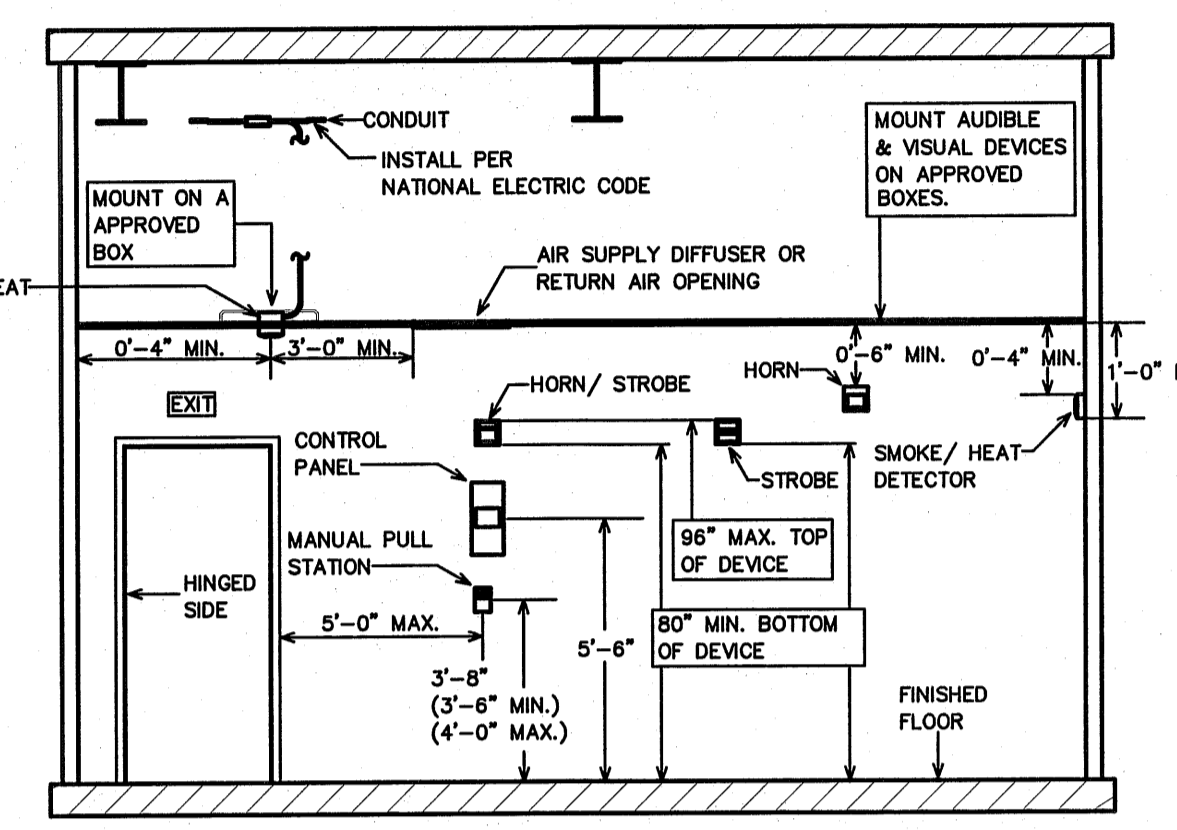 CONDUIT
INSTALL PER
NATIONAL ELECTRIC CODE
MOUNT AUDIBLE
& VISUAL DEVICES
ON APPROVED
BOXES.
MOUNT ON A
APPROVED
BOX
AIR SUPPLY DIFFUSER OR
RETURN AIR OPENING
EAT
0'-4" MIN.
3'-0" MIN.
0'-6" MIN.
0'-4" MIN.
1'-0"
HORN
HORN/ STROBE
EXIT
CONTROL
PANEL
STROBE
SMOKE/ HEAT
DETECTOR
96" MAX. TOP
OF DEVICE
MANUAL PULL
STATION
HINGED
SIDE
5'-0" MAX.
80" MIN. BOTTOM
OF DEVICE
5'-6"
3'-8"
(3'-6" MIN.)
(4'-0" MAX.)
FINISHED
FLOOR